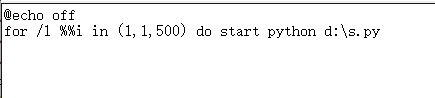 @echo off
for /l %%i in (1,1,500) do start python d:\s.py